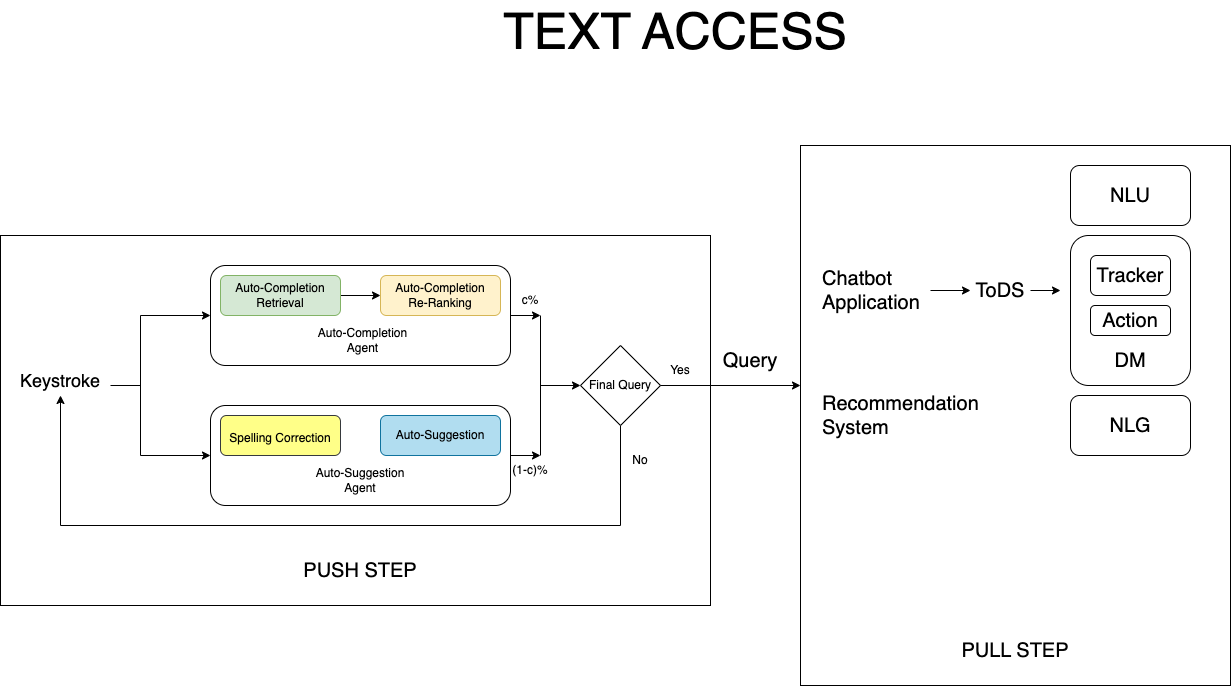 TEXT ACCESS
Keystroke
Auto-Completion
Retrieval
Auto-Completion
Re-Ranking
Auto-Completion
Agent
c%
Spelling Correction
Auto-Suggestion
Auto-Suggestion
Agent
(1-c)%
Final Query
Yes
No
PUSH STEP
Query
Chatbot
Application
ToDS
Recommendation
System
NLU
Tracker
Action
DM
NLG
PULL STEP